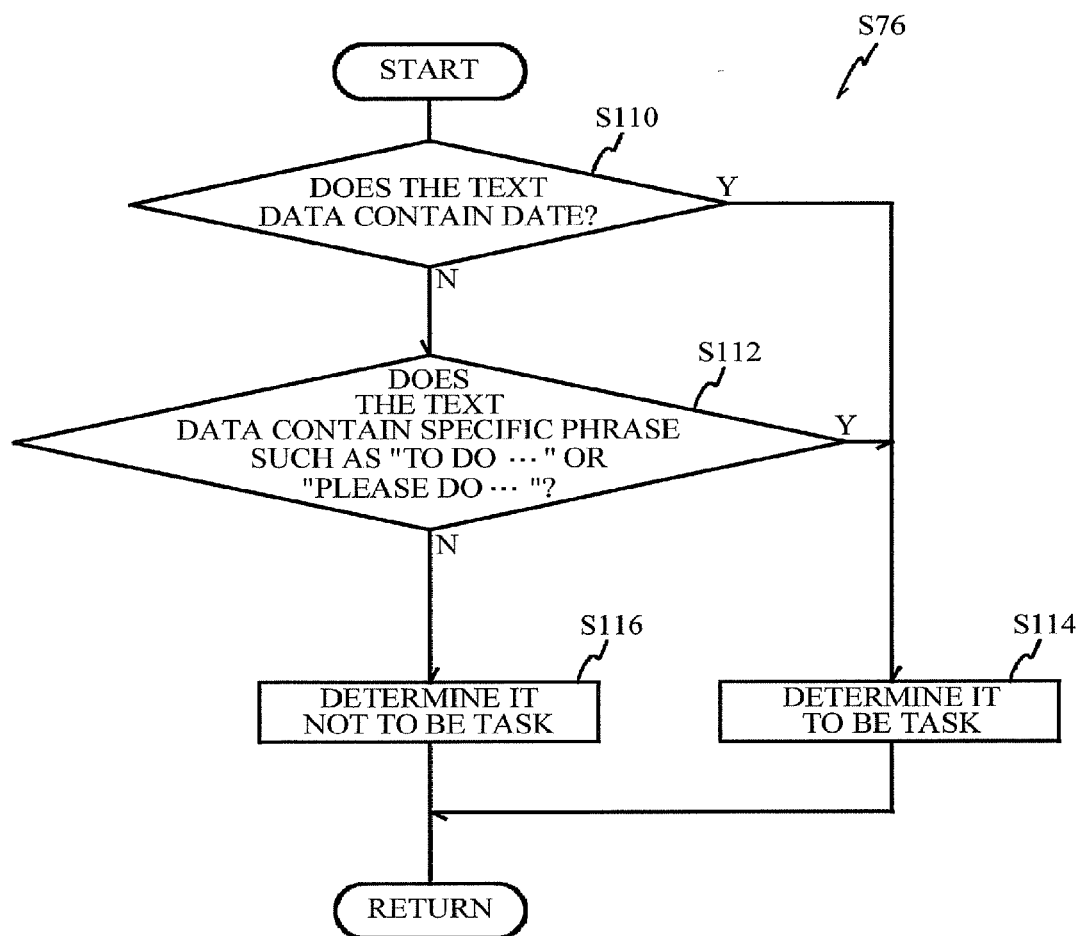 S76
START
S110
DOES THE TEXT
DATA CONTAIN DATE?
Y
N
S112
DOES
THE TEXT
DATA CONTAIN SPECIFIC PHRASE
SUCH AS "TO DO ···" OR
"PLEASE DO ··· "?
Y
N
S116
DETERMINE IT
NOT TO BE TASK
S114
DETERMINE IT
TO BE TASK
RETURN